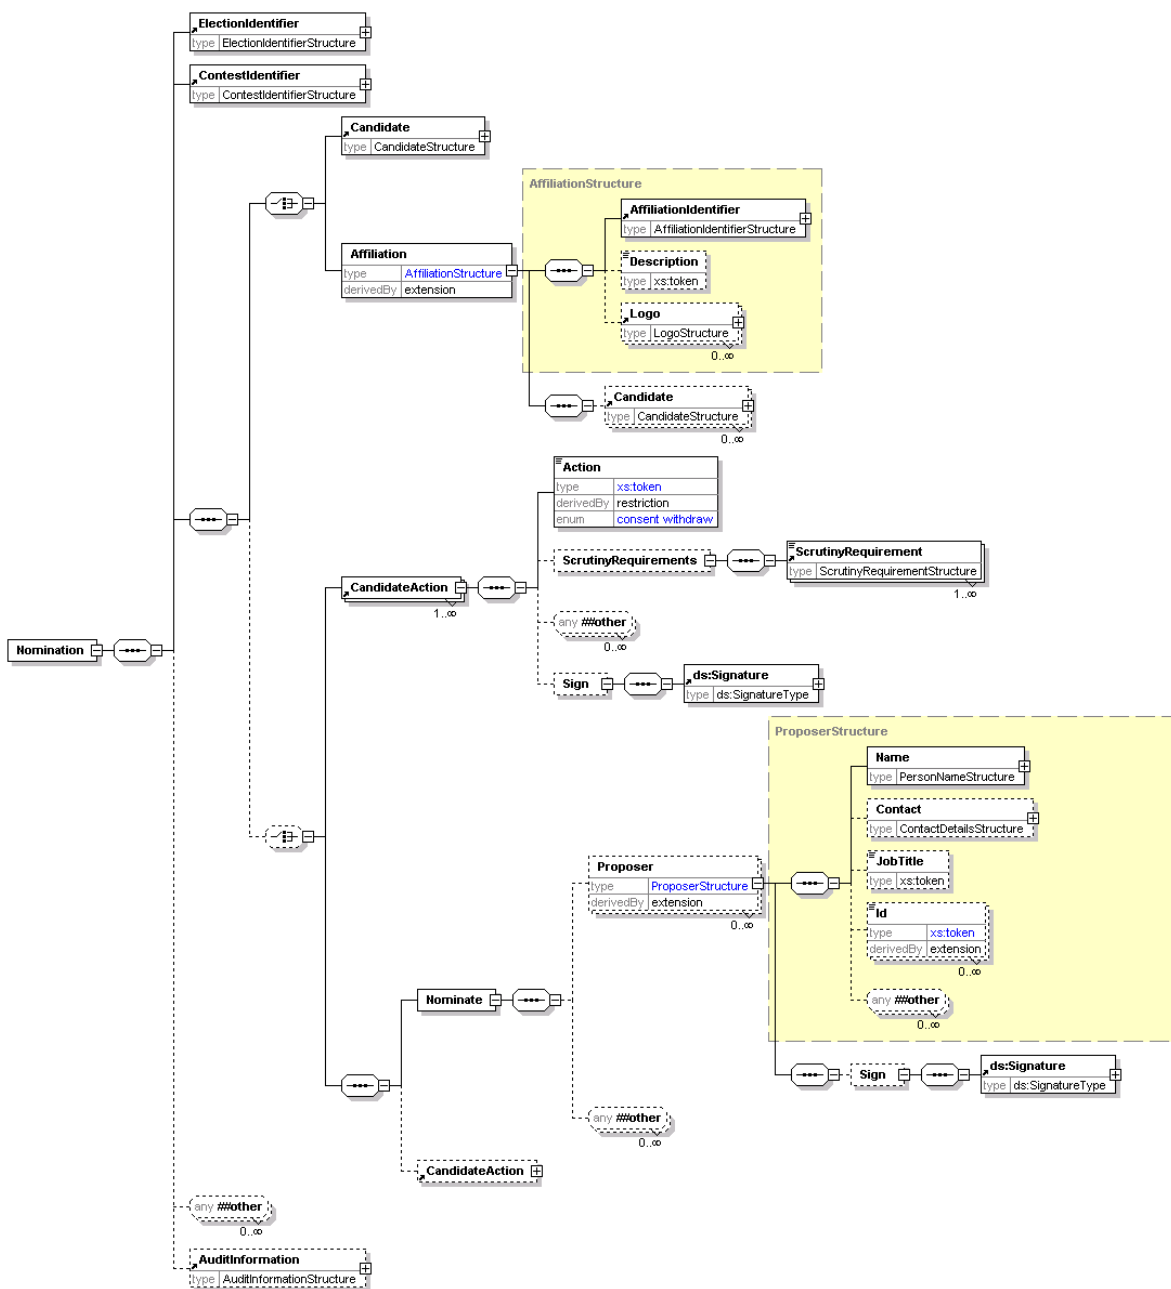 ElectionIdentifier
type ElectionIdentifierStructure
ContestIdentifier
type ContestIdentifierStructure
Candidate
type CandidateStructure
AffiliationStructure
AffiliationIdentifier
type AffiliationIdentifierStructure
Affiliation
type AffiliationStructure
derivedBy extension
Description
type xs:token
Logo
type LogoStructure
0..∞
Candidate
type CandidateStructure
0..∞
Action
type xs:token
derivedBy restriction
enum consent withdraw
ScrutinyRequirements
ScrutinyRequirement
type ScrutinyRequirementStructure
1..∞
CandidateAction
1..∞
any ##other
0..∞
Nomination
Sign
ds:Signature
type ds:SignatureType
ProposerStructure
Name
type PersonNameStructure
Contact
type ContactDetailsStructure
Proposer
type ProposerStructure
derivedBy extension
0..∞
JobTitle
type xs:token
Id
type xs:token
derivedBy extension
0..∞
Nominate
any ##other
0..∞
Sign
ds:Signature
type ds:SignatureType
any ##other
0..∞
CandidateAction
any ##other
0..∞
AuditInformation
type AuditInformationStructure